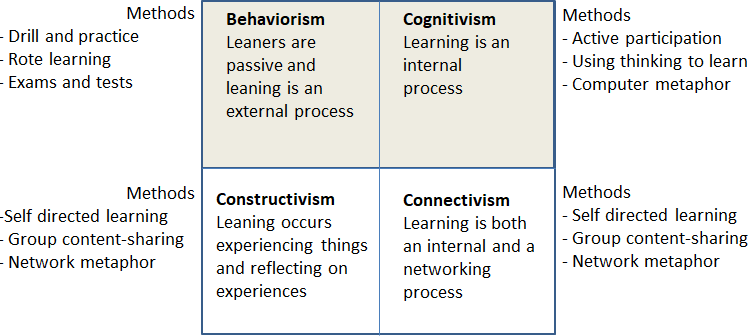 Methods
- Drill and practice
- Rote learning
- Exams and tests
Behaviorism
Leaners are
passive and
leaning is an
external process
Cognitivism
Learning is an
internal
process
Methods
- Active participation
- Using thinking to learn
- Computer metaphor
Methods
-Self directed learning
- Group content-sharing
- Network metaphor
Constructivism
Leaning occurs
experiencing things
and reflecting on
experiences
Connectivism
Learning is both
an internal and a
networking
process
Methods
- Self directed learning
- Group content-sharing
- Network metaphor